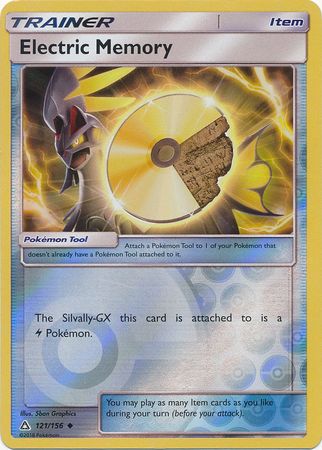 TRAINER
Item
Electric Memory
Pokémon Tool
Attach a Pokémon Tool to 1 of your Pokémon that
doesn't already have a Pokémon Tool attached to it.
The Silvally-GX this card is attached to is a
Pokémon.
You may play as many Item cards as you like
during your turn (before your attack).
Illus. 5ban Graphics
121/156
©2018 Pokémon